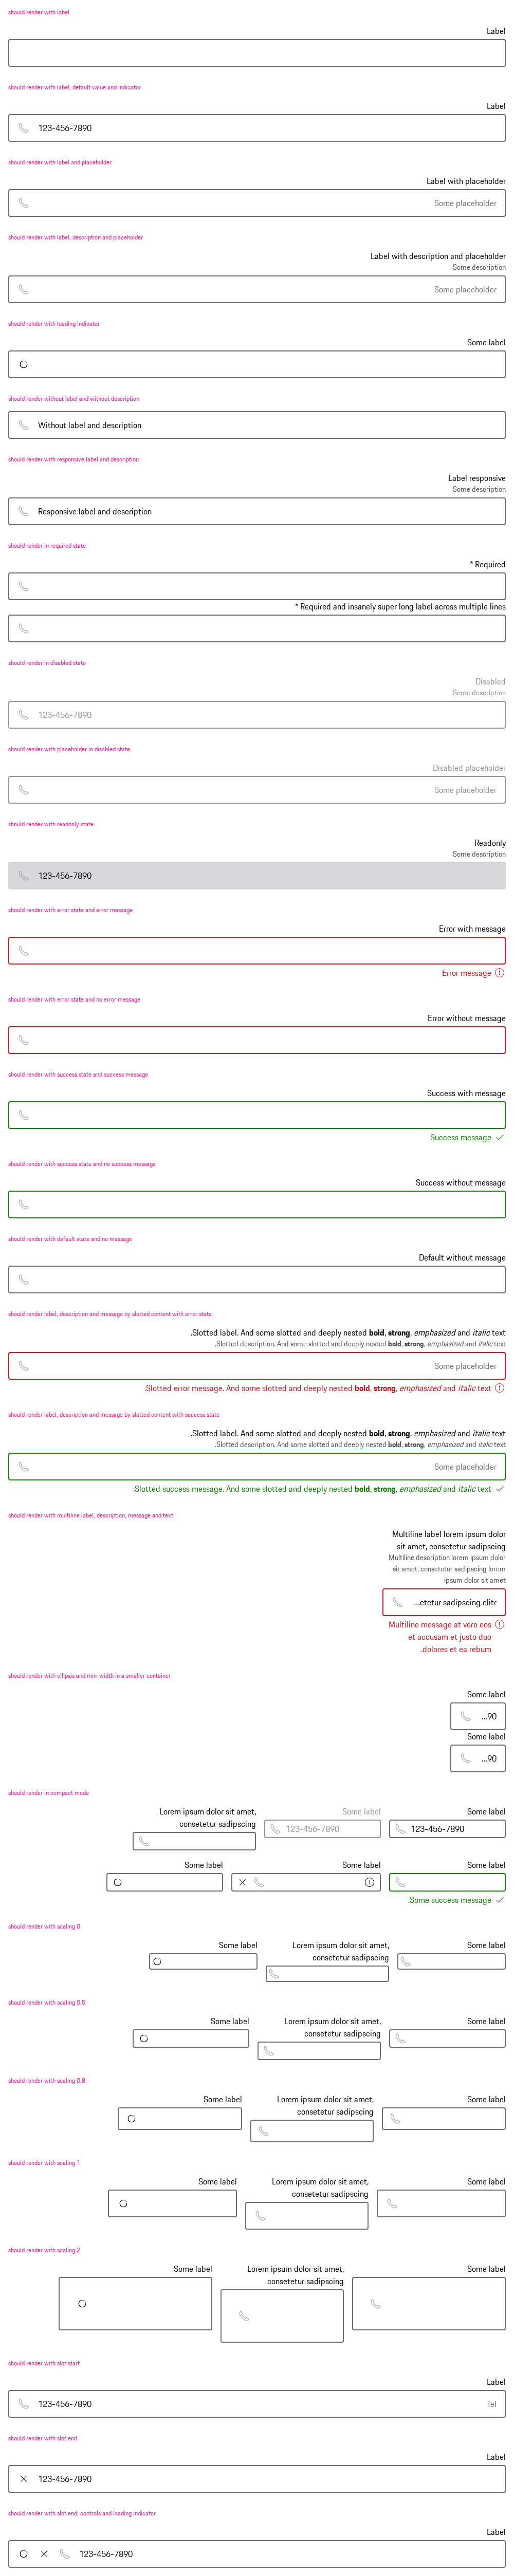 should render with label
Label
should render with label, default value and indicator
Label
123-456-7890
should render with label and placeholder
Label with placeholder
Some placeholder
should render with label, description and placeholder
Label with description and placeholder
Some description
Some placeholder
should render with loading indicator
Some label
should render without label and without description
Without label and description
should render with responsive label and description
Label responsive
Some description
Responsive label and description
should render in required state
* Required
* Required and insanely super long label across multiple lines
should render in disabled state
Disabled
Some description
123-456-7890
should render with placeholder in disabled state
Disabled placeholder
Some placeholder
should render with readonly state
Readonly
Some description
123-456-7890
should render with error state and error message
Error with message
Error message
should render with error state and no error message
Error without message
should render with success state and success message
Success with message
Success message
should render with success state and no success message
Success without message
should render with default state and no message
Default without message
should render label, description and message by slotted content with error state
.Slotted label. And some slotted and deeply nested bold, strong, emphasized and italic text
.Slotted description. And some slotted and deeply nested bold, strong, emphasized and italic text
Some placeholder
.Slotted error message. And some slotted and deeply nested bold, strong, emphasized and italic text
should render label, description and message by slotted content with success state
.Slotted label. And some slotted and deeply nested bold, strong, emphasized and italic text
.Slotted description. And some slotted and deeply nested bold, strong, emphasized and italic text
Some placeholder
.Slotted success message. And some slotted and deeply nested bold, strong, emphasized and italic text
should render with multiline label, description, message and text
Multiline label lorem ipsum dolor
sit amet, consetetur sadipscing
Multiline description lorem ipsum dolor
sit amet, consetetur sadipscing lorem
ipsum dolor sit amet
...etetur sadipscing elitr
Multiline message at vero eos
et accusam et justo duo
.dolores et ea rebum
should render with ellipsis and min-width in a smaller container
Some label
...90
Some label
...90
should render in compact mode
Lorem ipsum dolor sit amet, Some label Some label
consetetur sadipscing
123-456-7890 123-456-7890
Some label Some label Some label
.Some success message
should render with scaling 0
Some label Lorem ipsum dolor sit amet, Some label
consetetur sadipscing
should render with scaling 0.5
Some label Lorem ipsum dolor sit amet, Some label
consetetur sadipscing
should render with scaling 0.8
Some label Lorem ipsum dolor sit amet, Some label
consetetur sadipscing
should render with scaling 1
Some label Lorem ipsum dolor sit amet, Some label
consetetur sadipscing
should render with scaling 2
Some label Lorem ipsum dolor sit amet, Some label
consetetur sadipscing
should render with slot start
Label
123-456-7890 Tel
should render with slot end
Label
123-456-7890
should render with slot end, controls and loading indicator
Label
123-456-7890